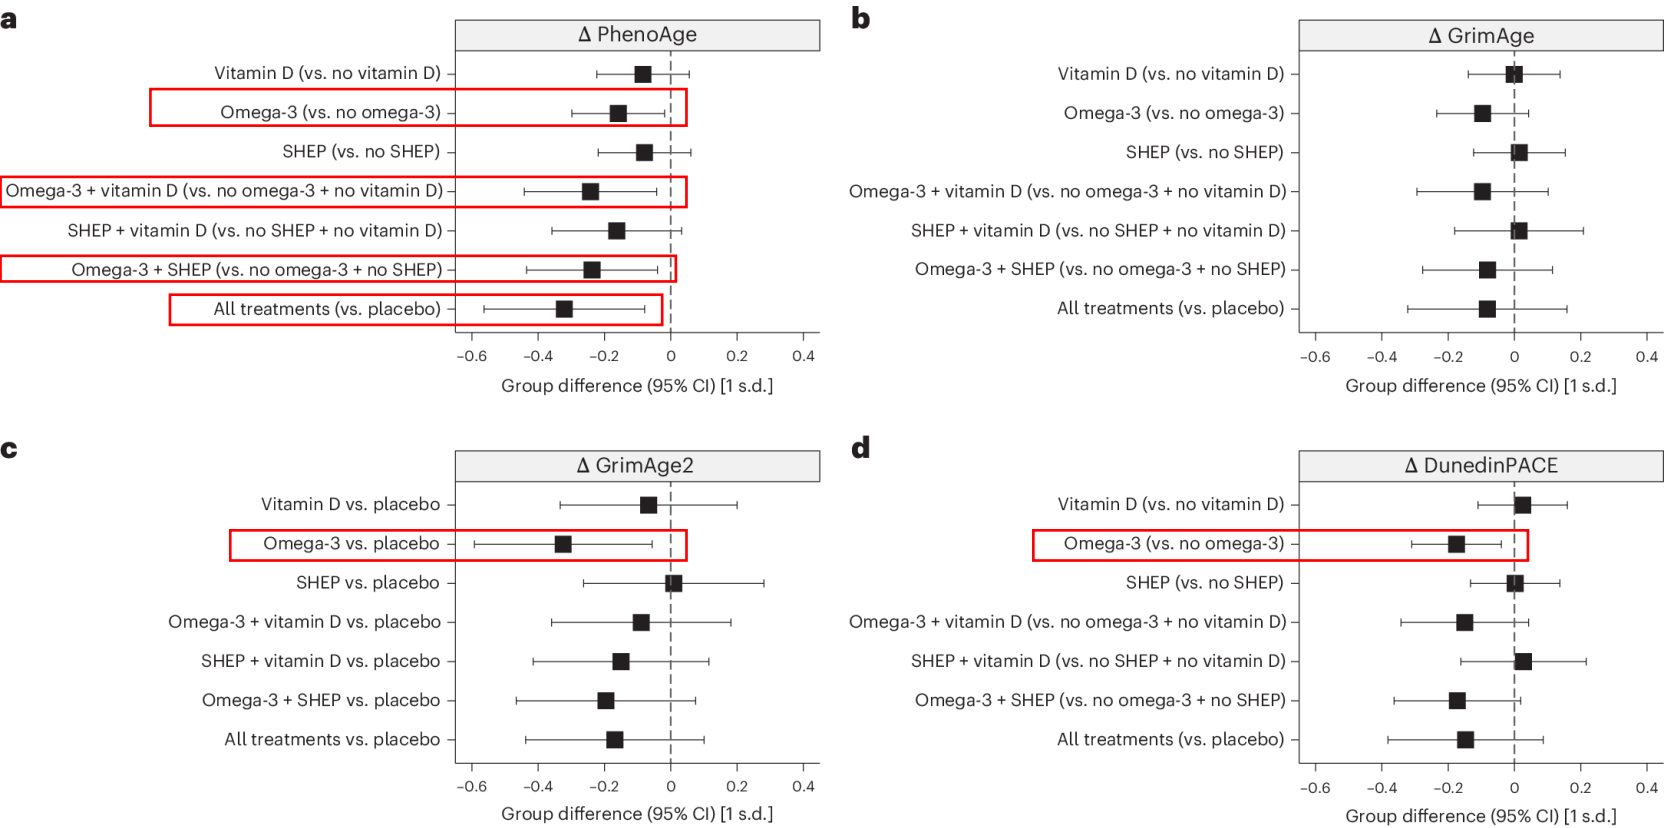 a
Δ PhenoAge
Vitamin D (vs. no vitamin D)
Omega-3 (vs. no omega-3)
SHEP (vs. no SHEP)
Omega-3 + vitamin D (vs. no omega-3 + no vitamin D)
SHEP + vitamin D (vs. no SHEP + no vitamin D)
Omega-3 + SHEP (vs. no omega-3 + no SHEP)
All treatments (vs. placebo)
−0.6 −0.4 −0.2 0 0.2 0.4
Group difference (95% CI) [1 s.d.]
b
Δ GrimAge
Vitamin D (vs. no vitamin D)
Omega-3 (vs. no omega-3)
SHEP (vs. no SHEP)
Omega-3 + vitamin D (vs. no omega-3 + no vitamin D)
SHEP + vitamin D (vs. no SHEP + no vitamin D)
Omega-3 + SHEP (vs. no omega-3 + no SHEP)
All treatments (vs. placebo)
−0.6 −0.4 −0.2 0 0.2 0.4
Group difference (95% CI) [1 s.d.]
c
Δ GrimAge2
Vitamin D vs. placebo
Omega-3 vs. placebo
SHEP vs. placebo
Omega-3 + vitamin D vs. placebo
SHEP + vitamin D vs. placebo
Omega-3 + SHEP vs. placebo
All treatments vs. placebo
−0.6 −0.4 −0.2 0 0.2 0.4
Group difference (95% CI) [1 s.d.]
d
Δ DunedinPACE
Vitamin D (vs. no vitamin D)
Omega-3 (vs. no omega-3)
SHEP (vs. no SHEP)
Omega-3 + vitamin D (vs. no omega-3 + no vitamin D)
SHEP + vitamin D (vs. no SHEP + no vitamin D)
Omega-3 + SHEP (vs. no omega-3 + no SHEP)
All treatments (vs. placebo)
−0.6 −0.4 −0.2 0 0.2 0.4
Group difference (95% CI) [1 s.d.]